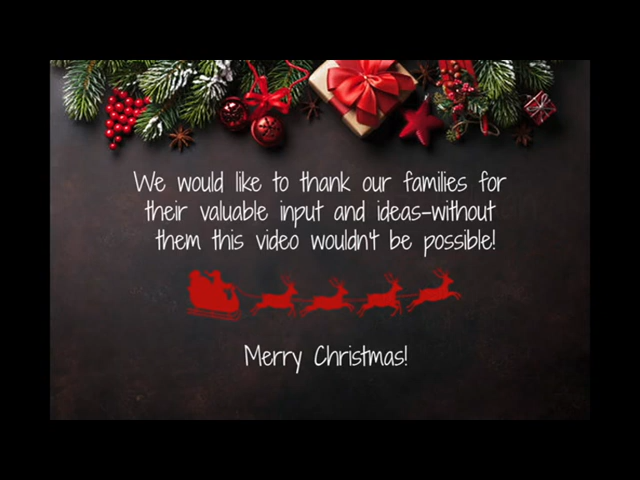 We would like to thank our families for
their valuable input and ideas-without
them this video wouldn't be possible!
Merry Christmas!